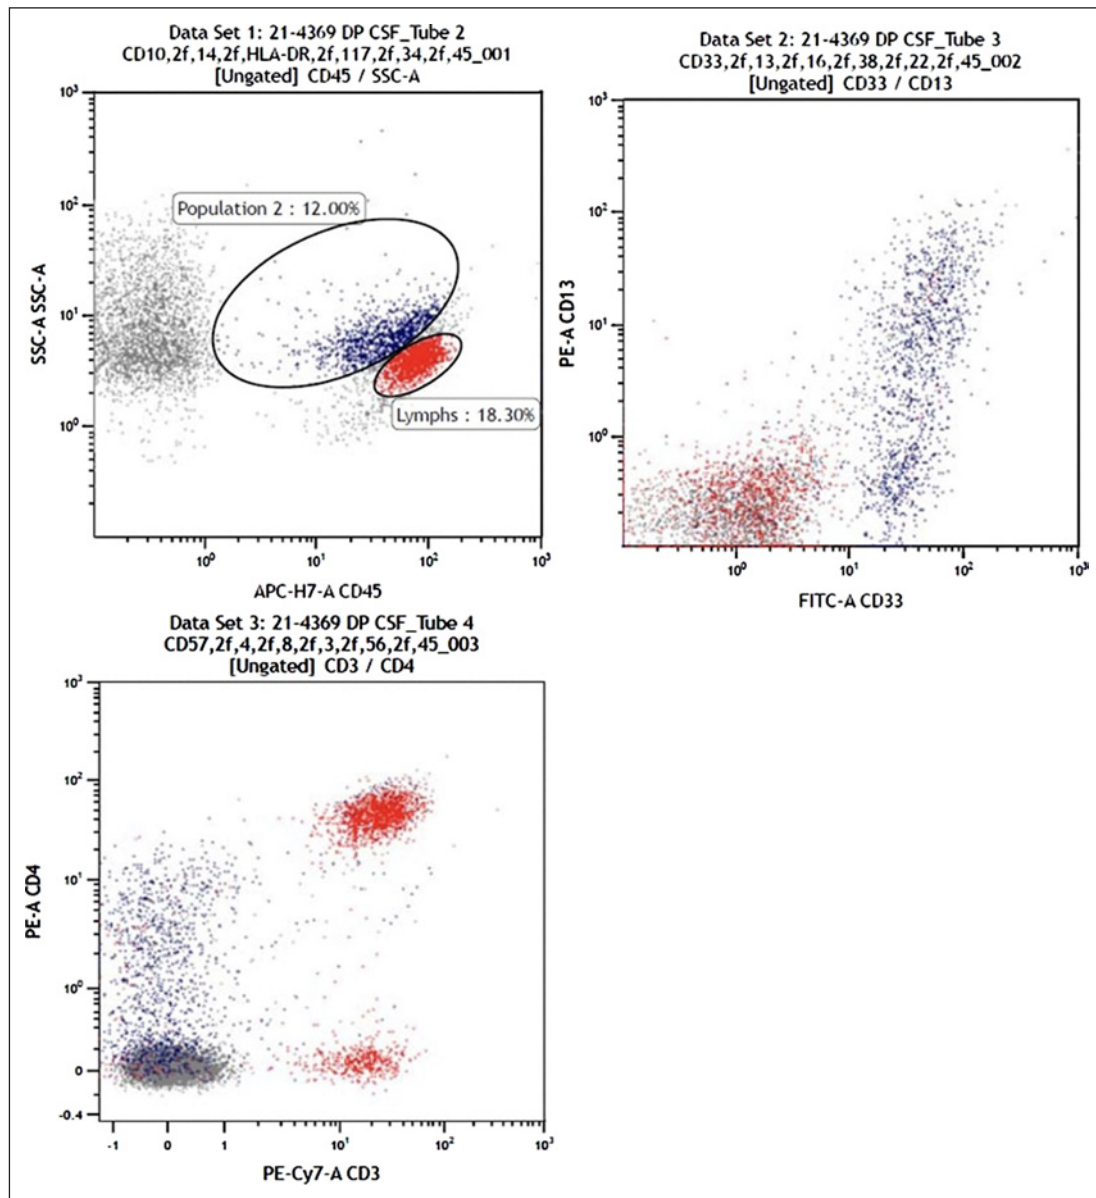 Data Set 1: 21-4369 DP CSF_Tube 2
CD10,2f,14,2f,HLA-DR,2f,117,2f,34,2f,45_001
[Ungated] CD45 / SSC-A
10³
10²
10¹
10⁰
SSC-A SSC-A
Population 2 : 12.00%
Lymphs : 18.30%
10⁰ 10¹ 10² 10³
APC-H7-A CD45
Data Set 2: 21-4369 DP CSF_Tube 3
CD33,2f,13,2f,16,2f,38,2f,22,2f,45_002
[Ungated] CD33 / CD13
10³
10²
10¹
10⁰
PE-A CD13
10⁰ 10¹ 10² 10³
FITC-A CD33
Data Set 3: 21-4369 DP CSF_Tube 4
CD57,2f,4,2f,8,2f,3,2f,56,2f,45_003
[Ungated] CD3 / CD4
10³
10²
10¹
10⁰
0
-0.4
PE-A CD4
-1 0 1 10¹ 10² 10³
PE-Cy7-A CD3